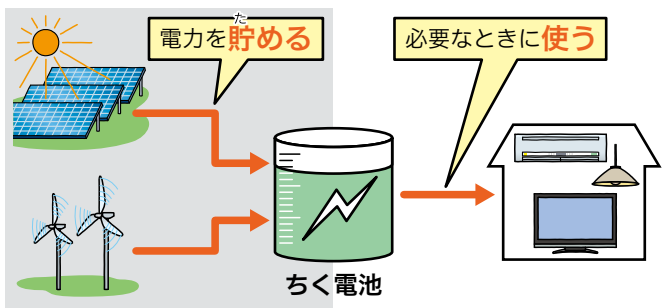 電力を貯める
た
必要なときに使う
ちく電池